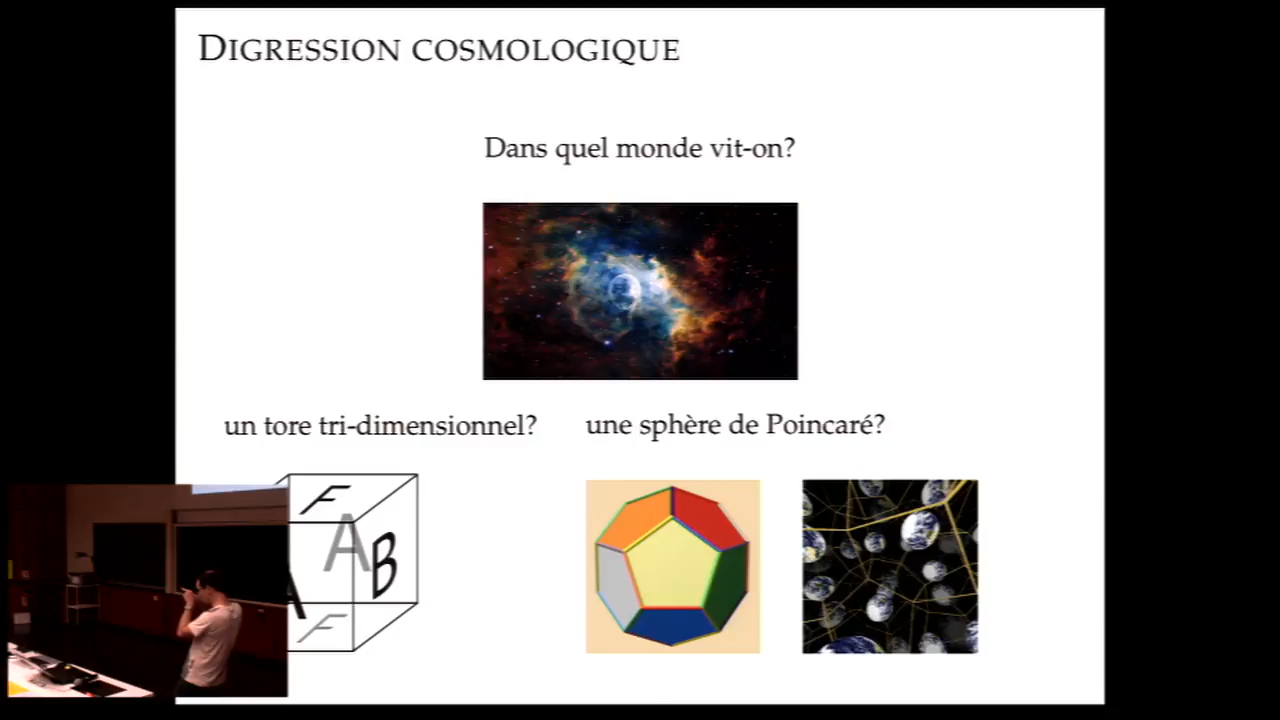 DIGRESSION COSMOLOGIQUE
Dans quel monde vit-on?
un tore tri-dimensionnel?
une sphère de Poincaré?
F
A
B
A
F